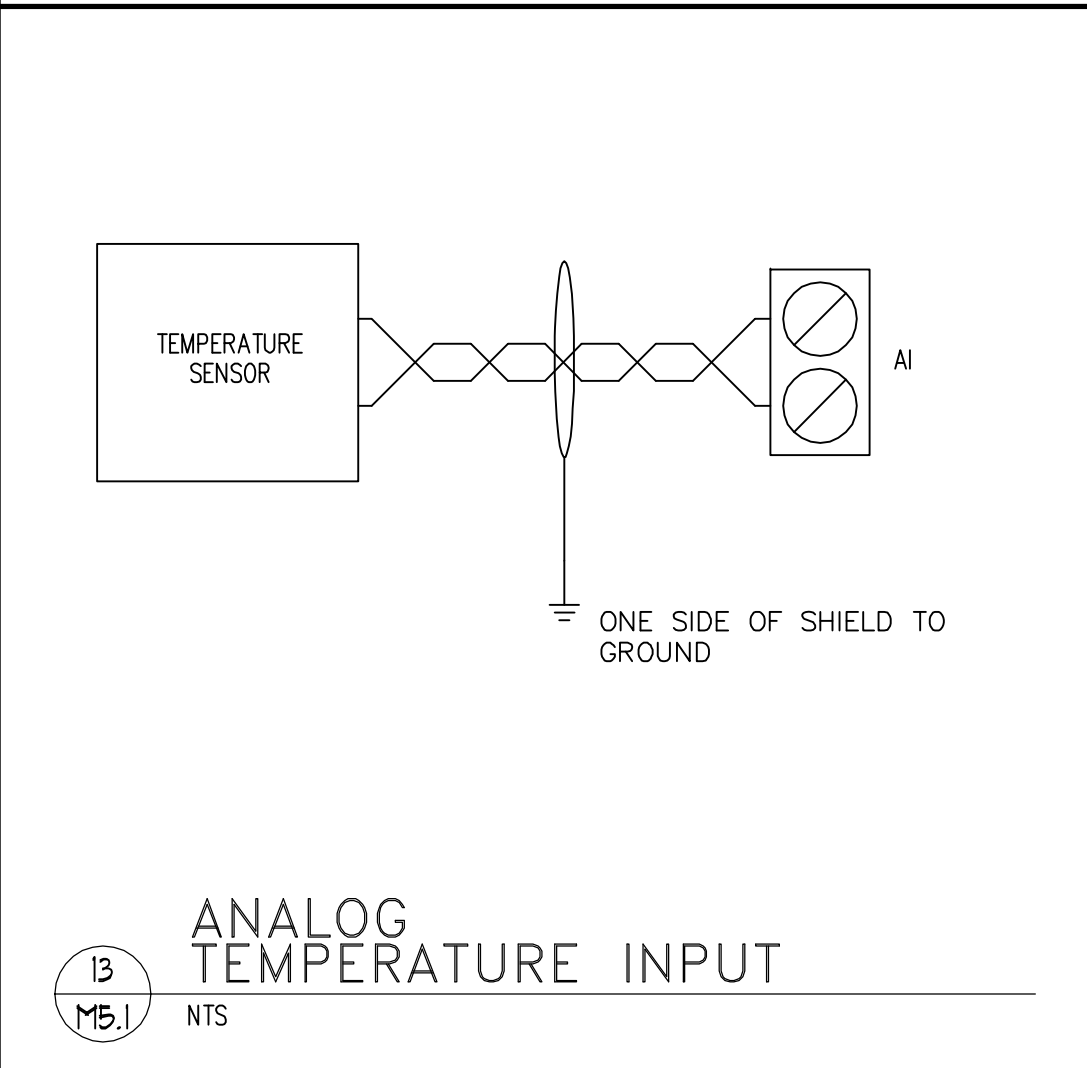 TEMPERATURE
SENSOR
AI
ONE SIDE OF SHIELD TO
GROUND
ANALOG
TEMPERATURE INPUT
13
M5.1
NTS